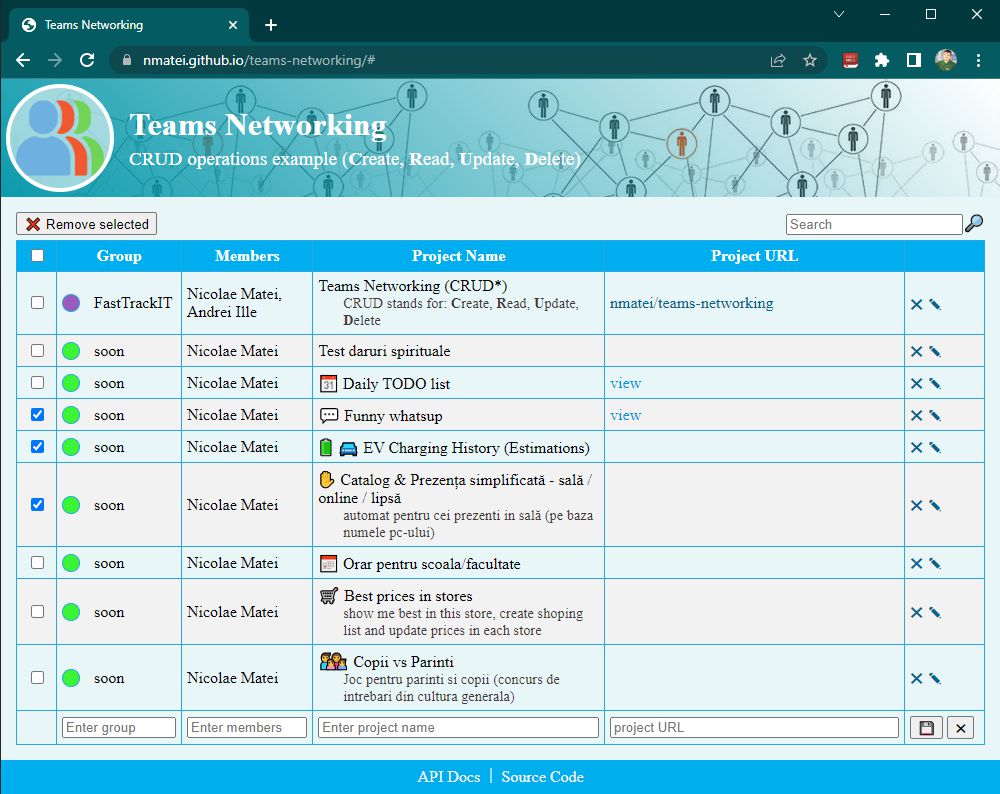 Teams Networking
nmatei.github.io/teams-networking/#
Teams Networking
CRUD operations example (Create, Read, Update, Delete)
Remove selected
Search
Group Members Project Name Project URL
FastTrackIT
Nicolae Matei,
Andrei Ille
Teams Networking (CRUD*)
CRUD stands for: Create, Read, Update,
Delete
nmatei/teams-networking
soon Nicolae Matei Test daruri spirituale
soon Nicolae Matei 31 Daily TODO list view
soon Nicolae Matei Funny whatsup view
soon Nicolae Matei EV Charging History (Estimations)
soon Nicolae Matei
Catalog & Prezența simplificată - sală /
online / lipsă
automat pentru cei prezenti in sală (pe baza
numele pc-ului)
soon Nicolae Matei Orar pentru scoala/facultate
soon Nicolae Matei
Best prices in stores
show me best in this store, create shoping
list and update prices in each store
soon Nicolae Matei
Copii vs Parinti
Joc pentru parinti si copii (concurs de
intrebari din cultura generala)
Enter group Enter members Enter project name project URL
API Docs | Source Code